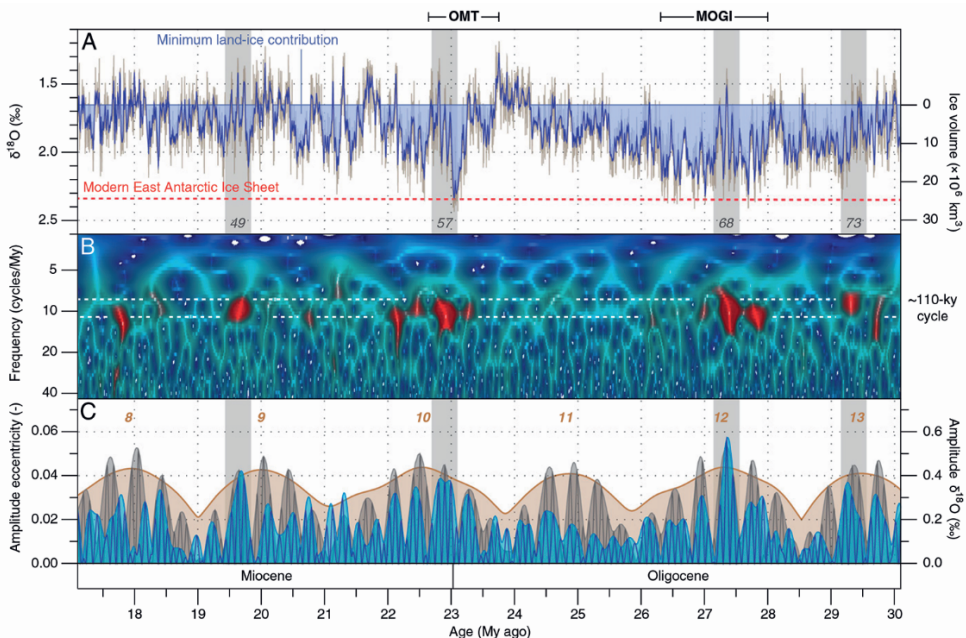 OMT
MOGI
A
Minimum land-ice contribution
1.5
2.0
2.5
δ18O (‰)
0
10
20
30
Ice volume (×10⁶ km³)
Modern East Antarctic Ice Sheet
49
57
68
73
B
5
10
20
40
Frequency (cycles/My)
~110-ky
cycle
C
8
9
10
11
12
13
0.06
0.04
0.02
0.00
Amplitude eccentricity (-)
0.6
0.4
0.2
0.0
Amplitude δ18O (‰)
Miocene
Oligocene
18 19 20 21 22 23 24 25 26 27 28 29 30
Age (My ago)